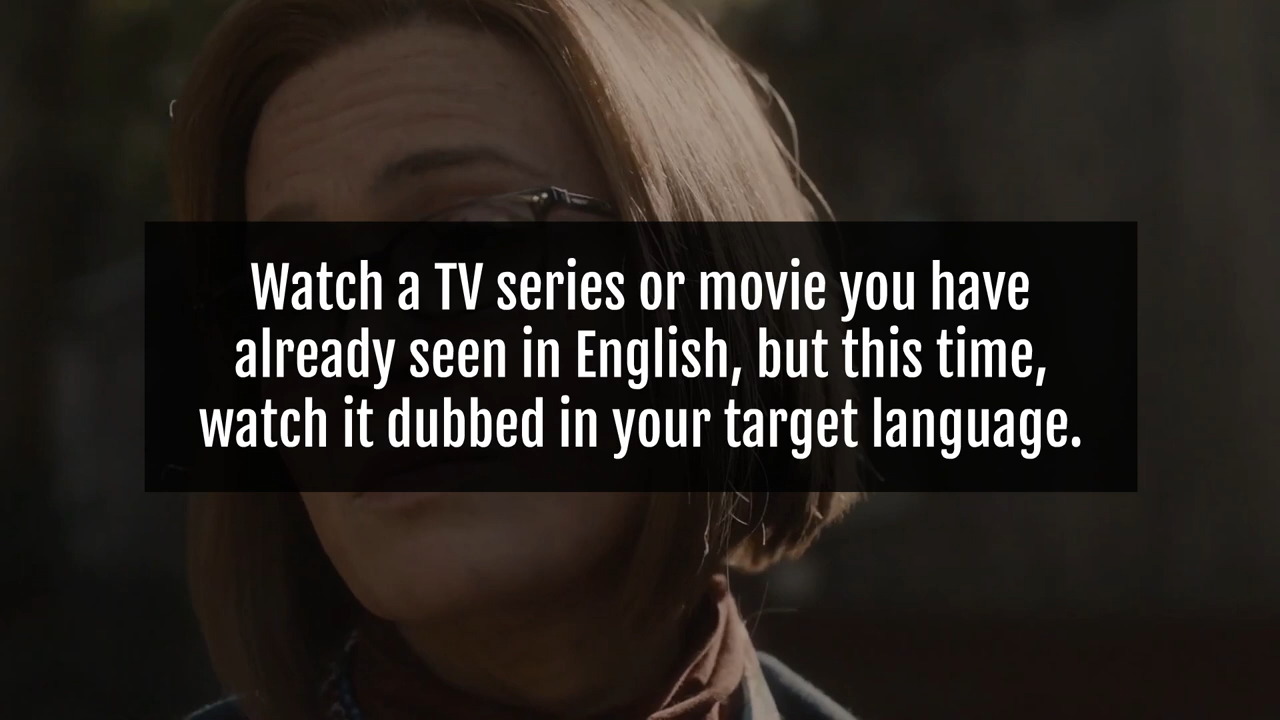 Watch a TV series or movie you have
already seen in English, but this time,
watch it dubbed in your target language.